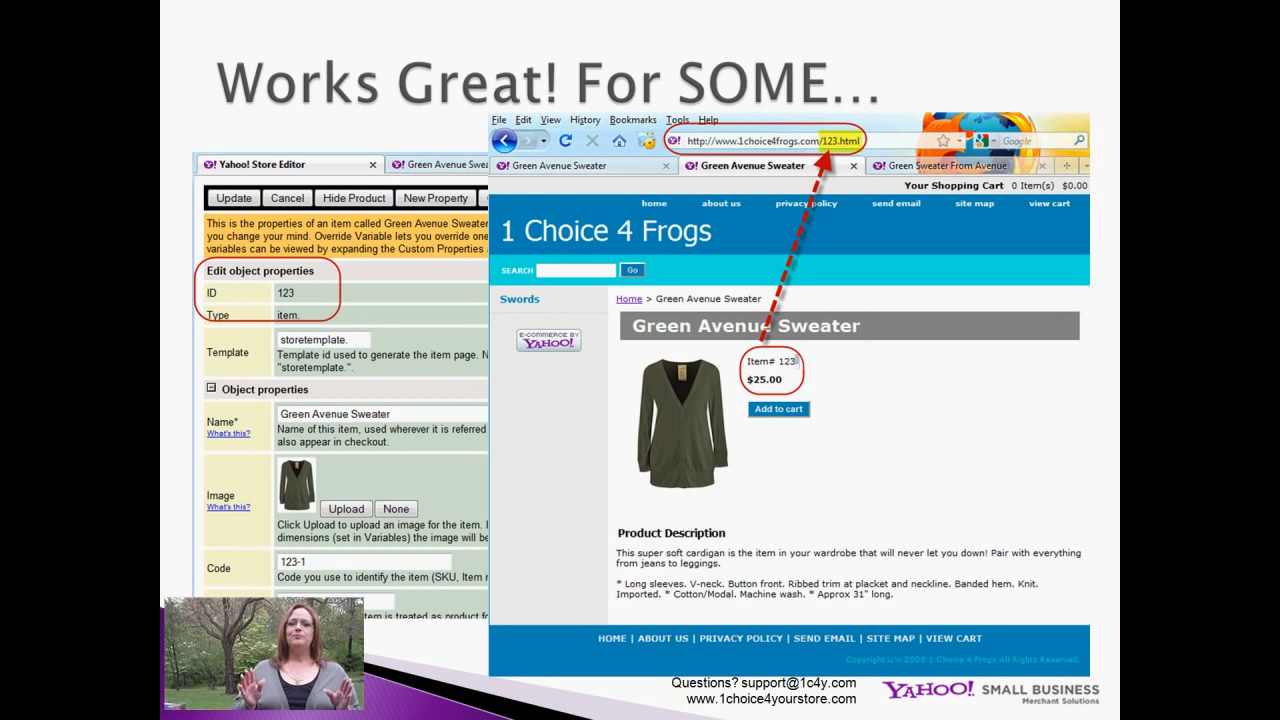 Works Great! For SOME...
Yahoo! Store Editor
Green Avenue Swea
Update Cancel Hide Product New Property
This is the properties of an item called Green Avenue Sweater
you change your mind. Override Variable lets you override one
variables can be viewed by expanding the Custom Properties
Edit object properties
ID 123
Type item.
Template storetemplate.
Template id used to generate the item page. N
"storetemplate.".
Object properties
Name* Green Avenue Sweater
What's this?
Name of this item, used wherever it is referred
also appear in checkout.
Image
What's this?
Upload None
Click Upload to upload an image for the item. I
dimensions (set in Variables) the image will be
Code 123-1
Code you use to identify the item (SKU, Item
tem is treated as product fo
File Edit View History Bookmarks Tools Help
http://www.1choice4frogs.com/123.html
Google
Green Avenue Sweater
Green Avenue Sweater
Green Sweater From Avenue
Your Shopping Cart 0 Item(s) $0.00
home about us privacy policy send email site map view cart
1 Choice 4 Frogs
SEARCH Go
Swords
E-COMMERCE BY
YAHOO!
Home > Green Avenue Sweater
Green Avenue Sweater
Item# 123
$25.00
Add to cart
Product Description
This super soft cardigan is the item in your wardrobe that will never let you down! Pair with everything
from jeans to leggings.
* Long sleeves. V-neck. Button front. Ribbed trim at placket and neckline. Banded hem. Knit.
Imported. * Cotton/Modal. Machine wash. * Approx 31" long.
HOME | ABOUT US | PRIVACY POLICY | SEND EMAIL | SITE MAP | VIEW CART
Copyright ï¿½ 2008 1 Choice 4 Frogs All Rights Reserved.
Questions? support@1c4y.com
www.1choice4yourstore.com
YAHOO! SMALL BUSINESS
Merchant Solutions